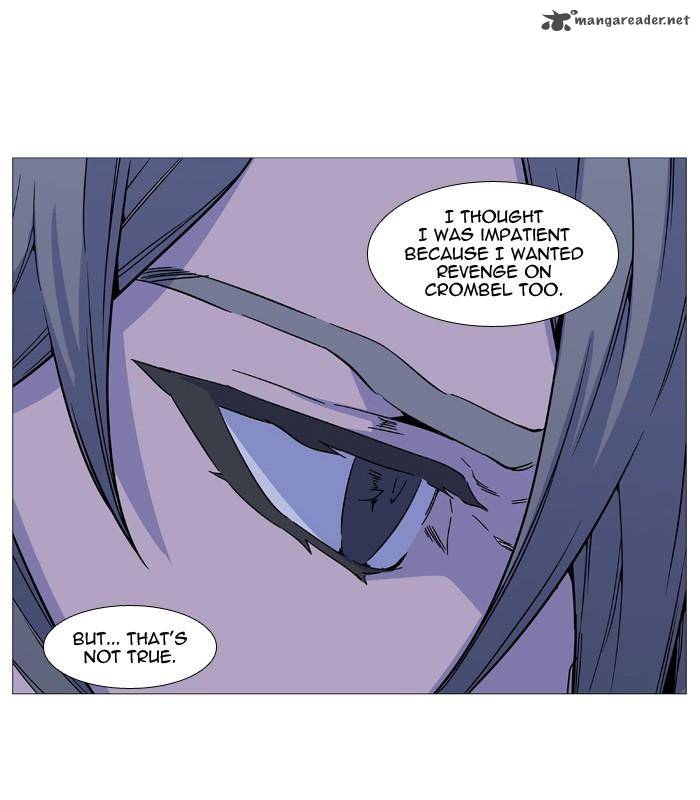 mangareader.net
I THOUGHT
I WAS IMPATIENT
BECAUSE I WANTED
REVENGE ON
CROMBEL TOO.
BUT... THAT'S
NOT TRUE.